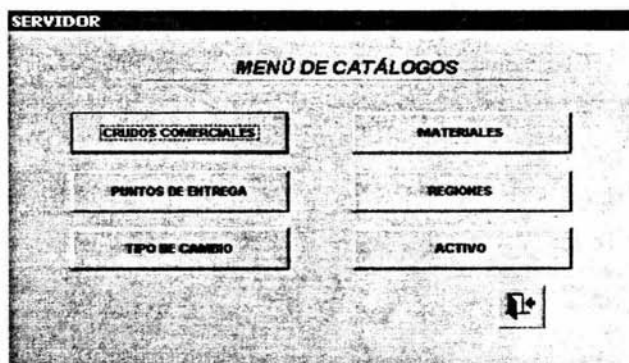 SERVIDOR
MENÚ DE CATÁLOGOS
CRUDOS COMERCIALES
MATERIALES
PUNTOS DE ENTREGA
REGIONES
TIPO DE CAMBIO
ACTIVO